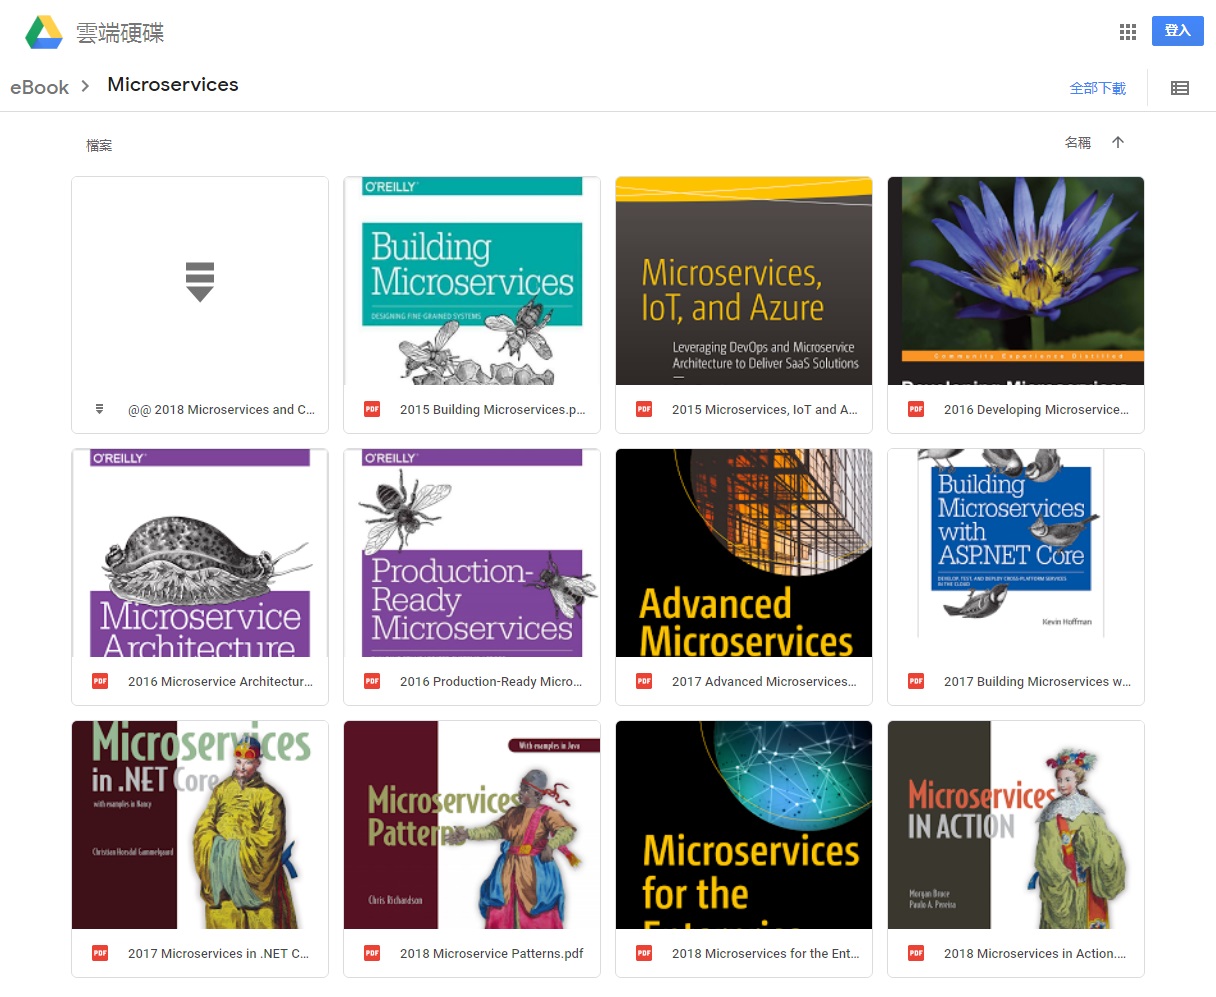 雲端硬碟
登入
eBook
Microservices
全部下載
檔案
名稱
@@ 2018 Microservices and C...
O'REILLY
Building
Microservices
DESIGNING FINE-GRAINED SYSTEMS
PDF
2015 Building Microservices.p...
Microservices,
IoT, and Azure
Leveraging DevOps and Microservice
Architecture to Deliver SaaS Solutions
PDF
2015 Microservices, IoT and A...
Community Experience Distilled
Developing Microservices
PDF
2016 Developing Microservice...
O'REILLY
Microservice
Architecture
PDF
2016 Microservice Architectur...
O'REILLY
Production-
Ready
Microservices
PDF
2016 Production-Ready Micro...
Advanced
Microservices
PDF
2017 Advanced Microservices...
Building
Microservices
with
ASP.NET Core
DEVELOP, TEST, AND DEPLOY CROSS-PLATFORM SERVICES
IN THE CLOUD
Kevin Hoffman
PDF
2017 Building Microservices w...
Microservices
in .NET Core
with examples in Nancy
Christian Horsdal Gammelgaard
PDF
2017 Microservices in .NET C...
With examples in Java
Microservices
Patterns
Chris Richardson
PDF
2018 Microservice Patterns.pdf
Microservices
for the
Enterprise
PDF
2018 Microservices for the Ent...
Microservices
IN ACTION
Morgan Bruce
Paulo A. Pereira
PDF
2018 Microservices in Action....